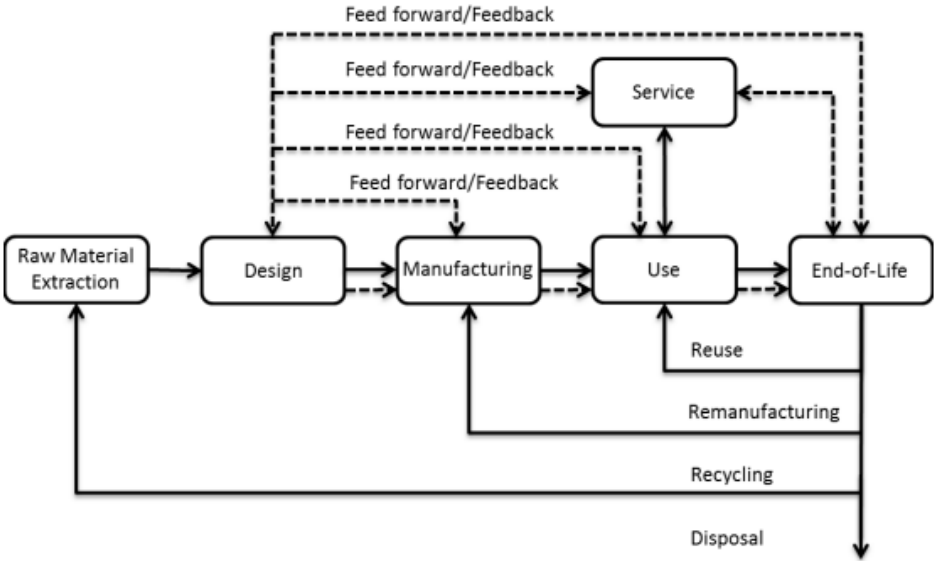 Feed forward/Feedback
Feed forward/Feedback
Service
Feed forward/Feedback
Feed forward/Feedback
Raw Material
Extraction
Design
Manufacturing
Use
End-of-Life
Reuse
Remanufacturing
Recycling
Disposal